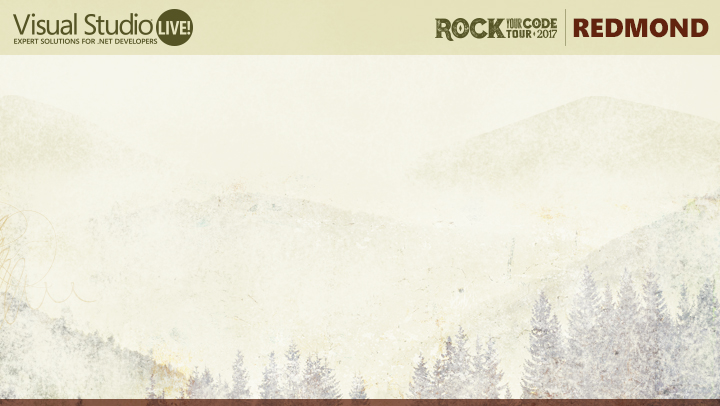 Visual Studio LIVE!
EXPERT SOLUTIONS FOR .NET DEVELOPERS
ROCK YOUR CODE TOUR 2017
REDMOND